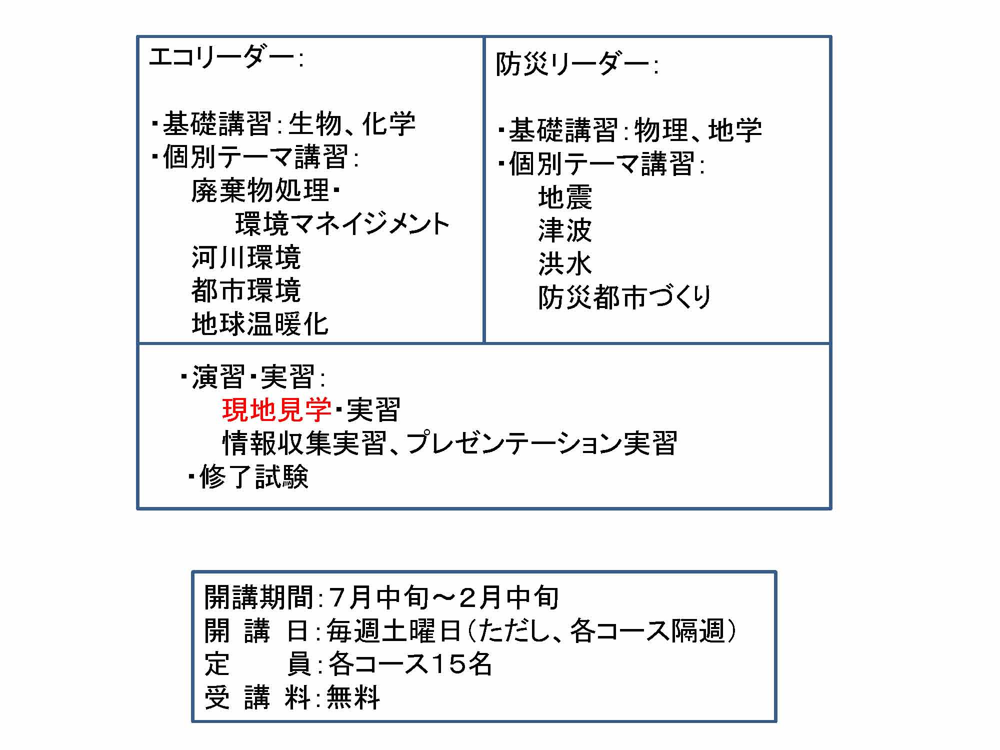 エコリーダー：
・基礎講習：生物、化学
・個別テーマ講習：
廃棄物処理・
環境マネイジメント
河川環境
都市環境
地球温暖化
防災リーダー：
・基礎講習：物理、地学
・個別テーマ講習：
地震
津波
洪水
防災都市づくり
・演習・実習：
現地見学・実習
情報収集実習、プレゼンテーション実習
・修了試験
開講期間：７月中旬～２月中旬
開　講　日：毎週土曜日（ただし、各コース隔週）
定　　　員：各コース１５名
受　講　料：無料